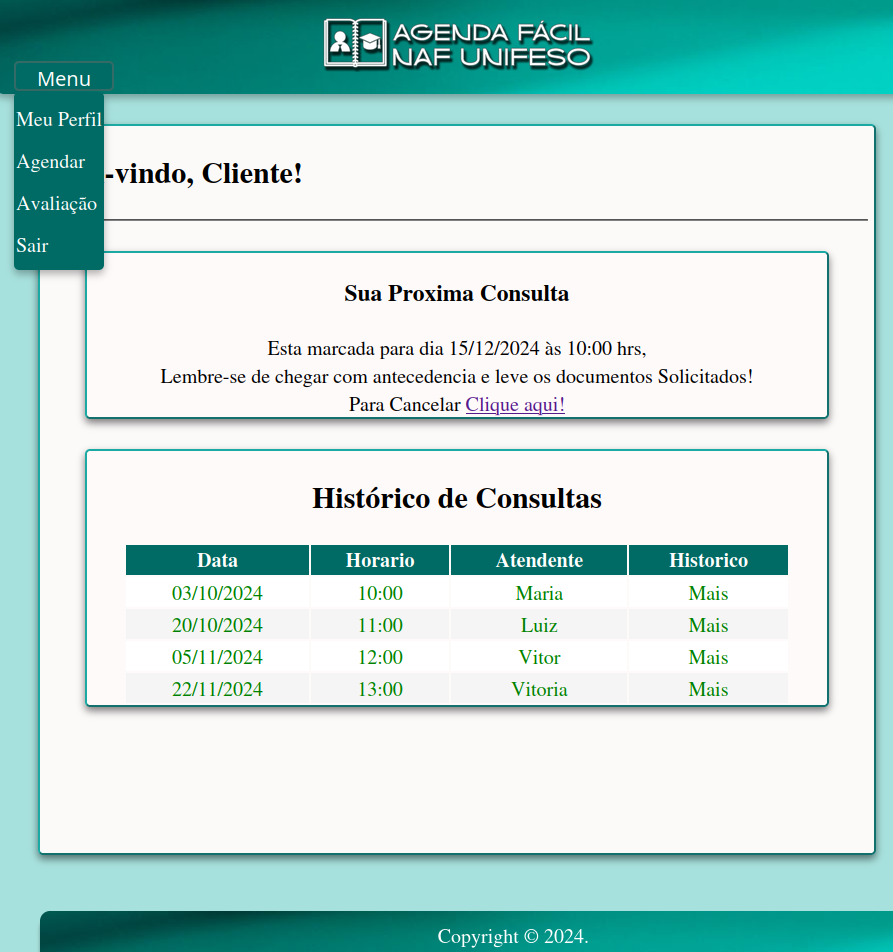 AGENDA FÁCIL
NAF UNIFESO
Menu
Meu Perfil
Agendar
Avaliação
Sair
-vindo, Cliente!
Sua Proxima Consulta
Esta marcada para dia 15/12/2024 às 10:00 hrs,
Lembre-se de chegar com antecedencia e leve os documentos Solicitados!
Para Cancelar Clique aqui!
Histórico de Consultas
Data Horario Atendente Historico
03/10/2024 10:00 Maria Mais
20/10/2024 11:00 Luiz Mais
05/11/2024 12:00 Vitor Mais
22/11/2024 13:00 Vitoria Mais
Copyright © 2024.